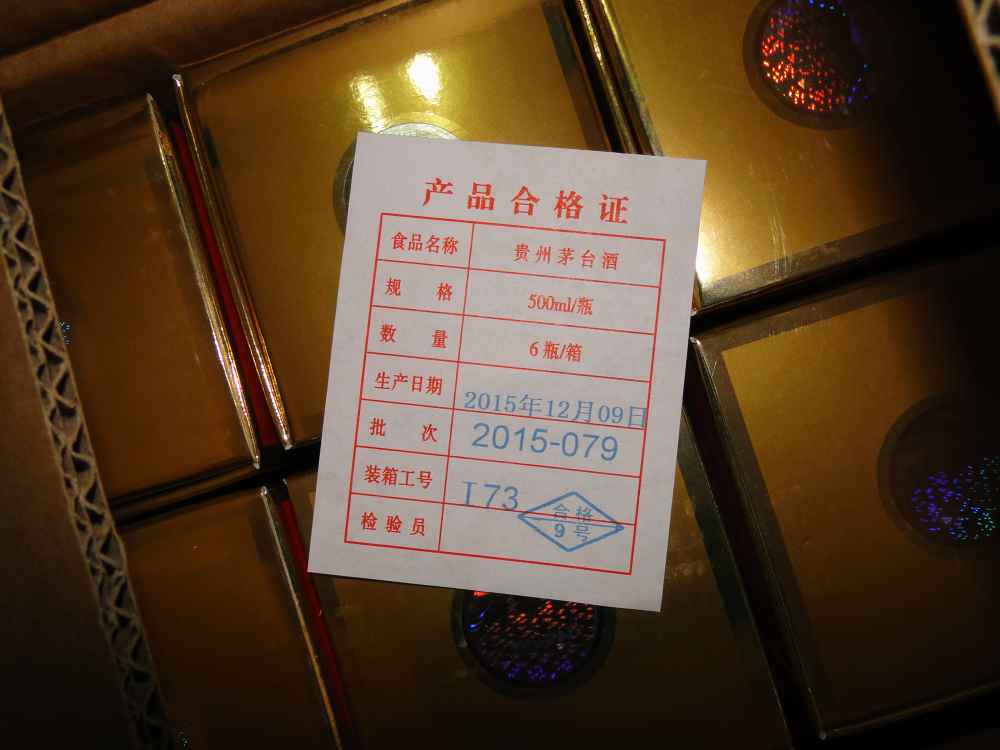 产品合格证
食品名称 贵州茅台酒
规格 500ml/瓶
数量 6瓶/箱
生产日期 2015年12月09日
批次 2015-079
装箱工号 I73
检验员 合格
9号